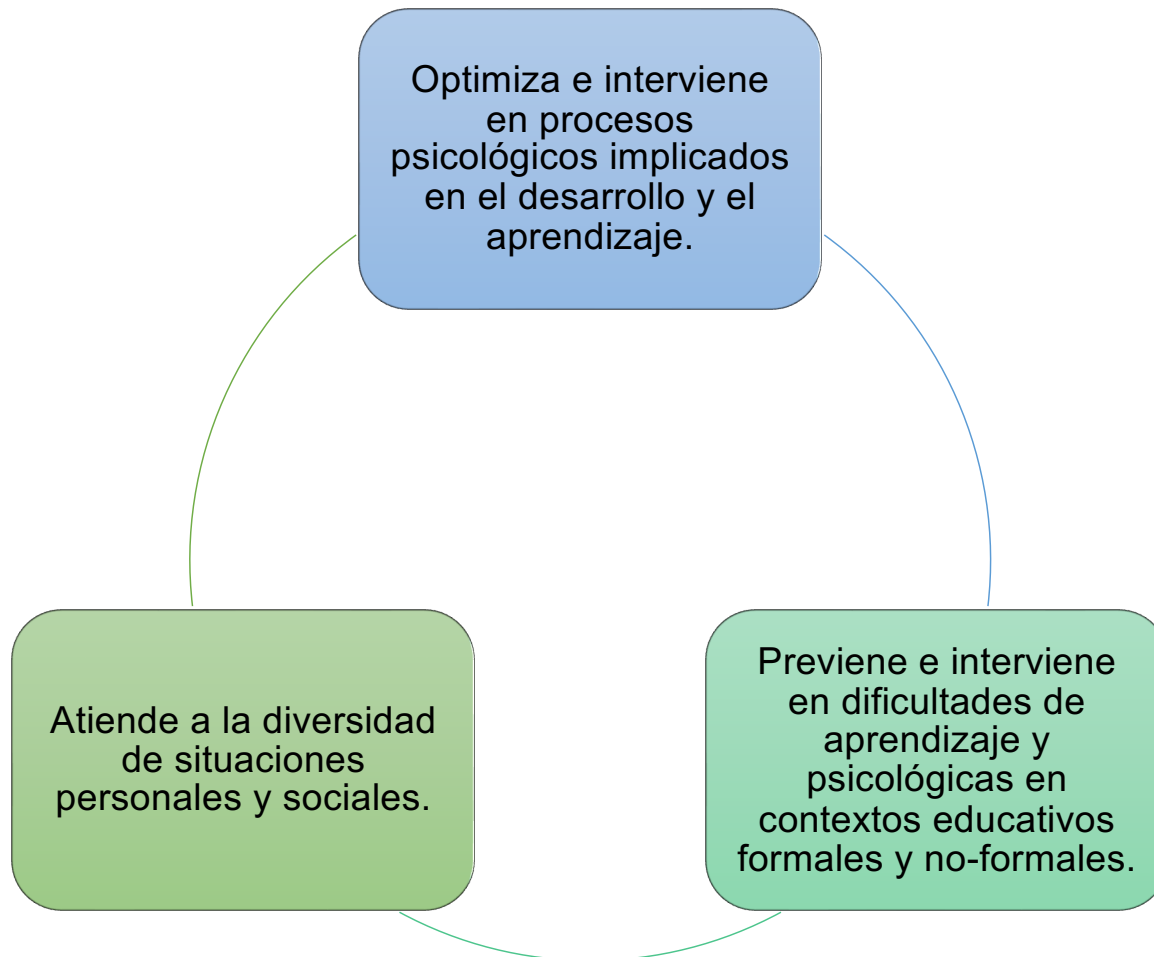 Optimiza e interviene
en procesos
psicológicos implicados
en el desarrollo y el
aprendizaje.
Atiende a la diversidad
de situaciones
personales y sociales.
Previene e interviene
en dificultades de
aprendizaje y
psicológicas en
contextos educativos
formales y no-formales.